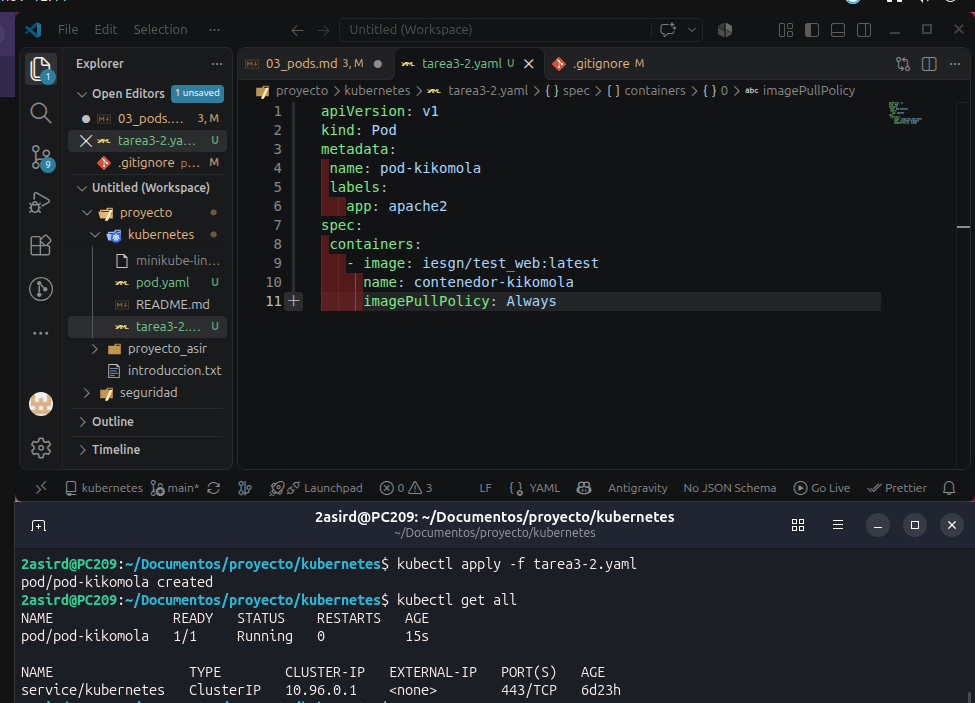 File Edit Selection ··· Untitled (Workspace)
Explorer ···
Open Editors 1 unsaved
03_pods.... 3, M
tarea3-2.ya... U
.gitignore p... M
Untitled (Workspace)
proyecto
kubernetes
minikube-lin...
pod.yaml U
README.md
tarea3-2.... U
proyecto_asir
introduccion.txt
seguridad
Outline
Timeline
1
9
03_pods.md 3, M tarea3-2.yaml U .gitignore M
proyecto > kubernetes > tarea3-2.yaml > { } spec > [ ] containers > { } 0 > abc imagePullPolicy
1 apiVersion: v1
2 kind: Pod
3 metadata:
4 name: pod-kikomola
5 labels:
6 app: apache2
7 spec:
8 containers:
9 - image: iesgn/test_web:latest
10 name: contenedor-kikomola
11 imagePullPolicy: Always
kubernetes main* Launchpad 0 3 LF { } YAML Antigravity No JSON Schema Go Live Prettier
2asird@PC209: ~/Documentos/proyecto/kubernetes
~/Documentos/proyecto/kubernetes
2asird@PC209:~/Documentos/proyecto/kubernetes$ kubectl apply -f tarea3-2.yaml
pod/pod-kikomola created
2asird@PC209:~/Documentos/proyecto/kubernetes$ kubectl get all
NAME READY STATUS RESTARTS AGE
pod/pod-kikomola 1/1 Running 0 15s
NAME TYPE CLUSTER-IP EXTERNAL-IP PORT(S) AGE
service/kubernetes ClusterIP 10.96.0.1 <none> 443/TCP 6d23h